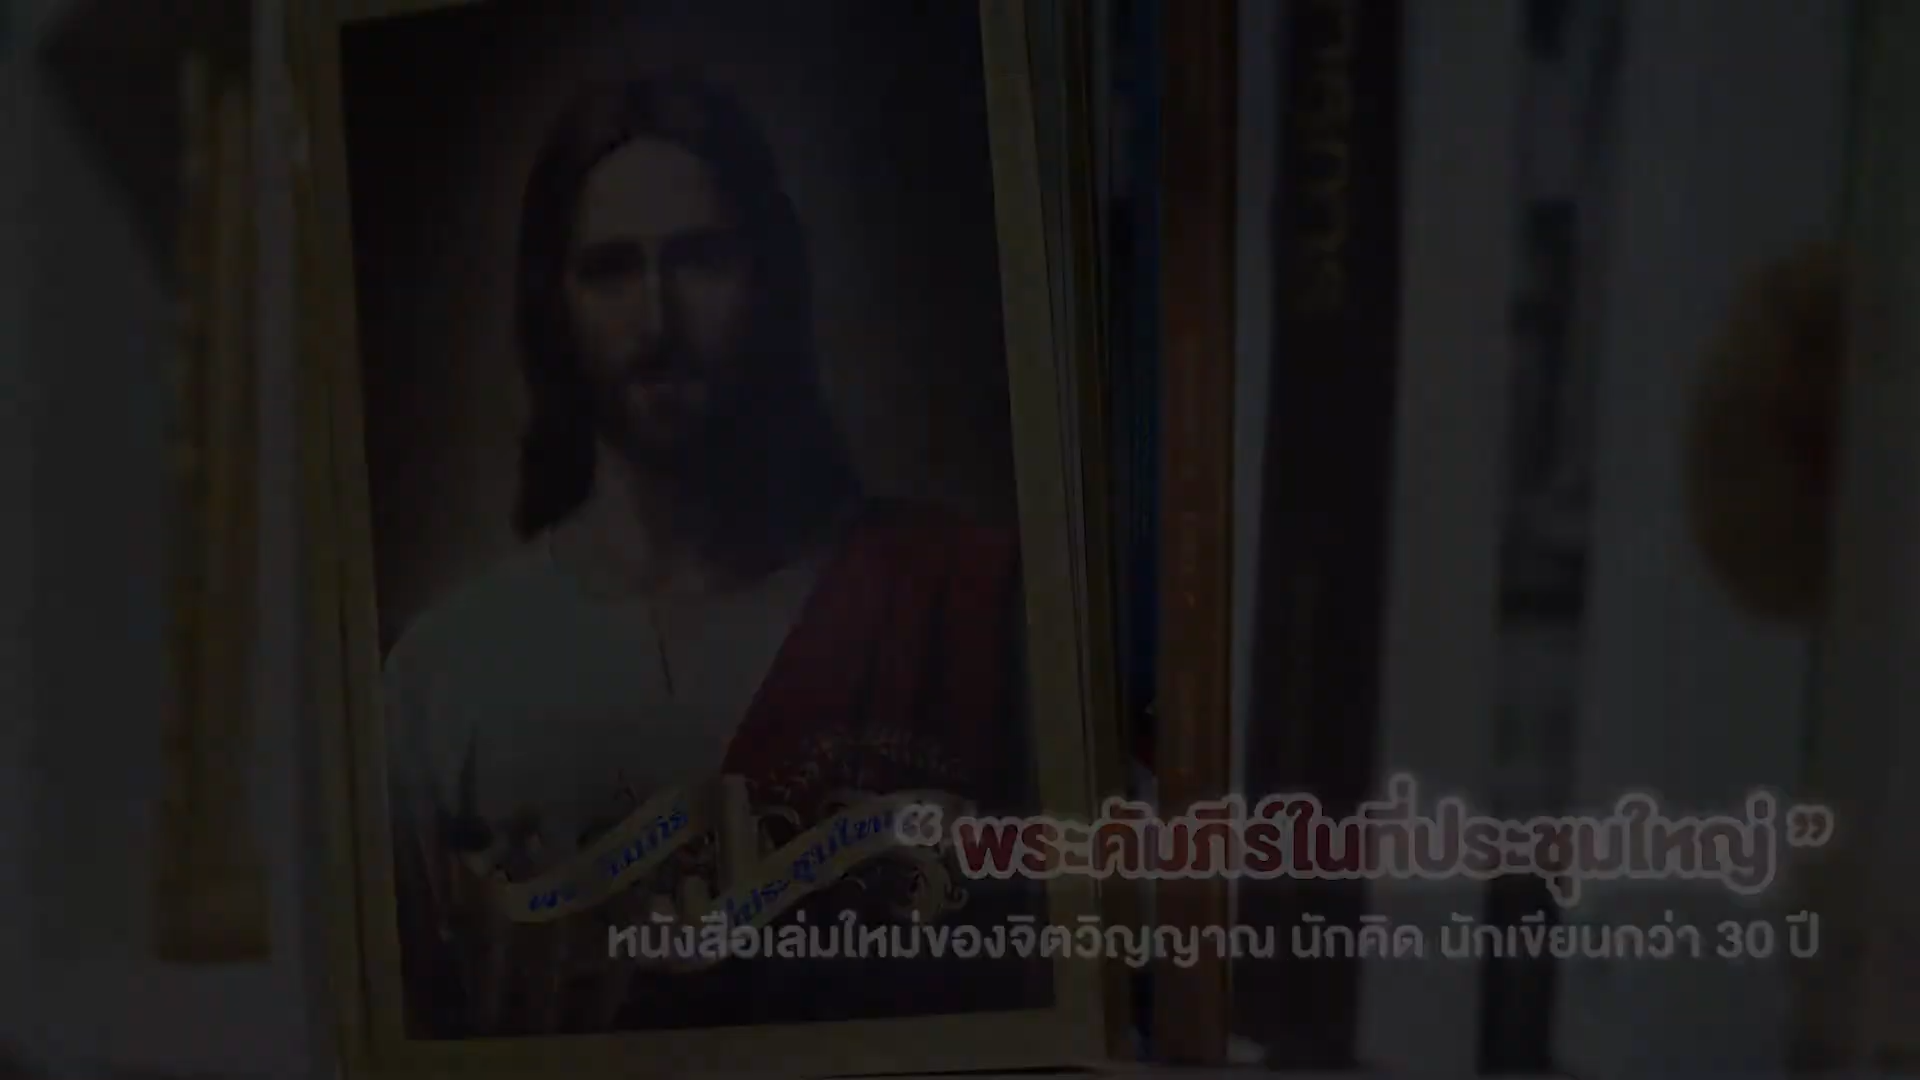 “ พระคัมภีร์ในที่ประชุมใหญ่ ”
หนังสือเล่มใหม่ของจิตวิญญาณ นักคิด นักเขียนกว่า 30 ปี